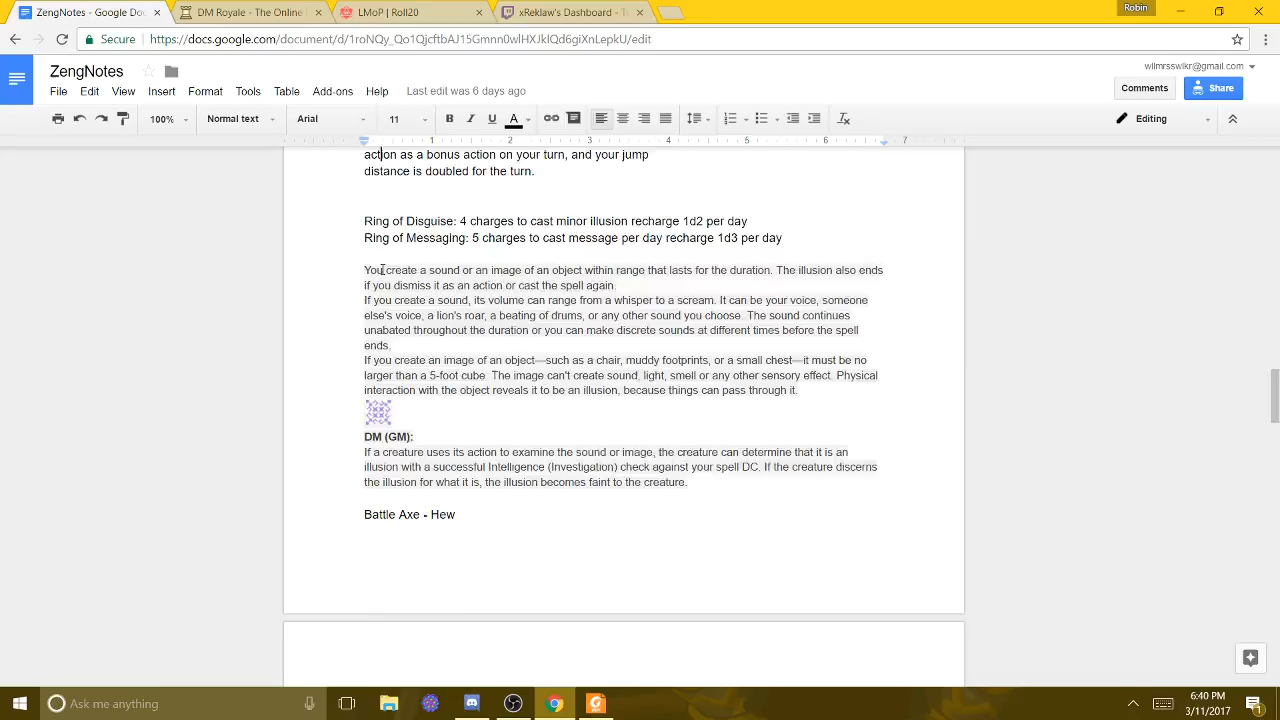 ZengNotes - Google Doc
DM Royale - The Online
LMoP | Roll20
xReklaw's Dashboard - T
Robin
Secure
https://docs.google.com/document/d/1roNQy_Qo1QjcftbAJ15Gmnn0wlHXJklQd6giXnLepkU/edit
ZengNotes
wllmrsswlkr@gmail.com
File Edit View Insert Format Tools Table Add-ons Help Last edit was 6 days ago
Comments
Share
100% Normal text Arial 11 B I U A Editing
1 2 3 4 5 6 7
action as a bonus action on your turn, and your jump
distance is doubled for the turn.
Ring of Disguise: 4 charges to cast minor illusion recharge 1d2 per day
Ring of Messaging: 5 charges to cast message per day recharge 1d3 per day
You create a sound or an image of an object within range that lasts for the duration. The illusion also ends
if you dismiss it as an action or cast the spell again.
If you create a sound, its volume can range from a whisper to a scream. It can be your voice, someone
else's voice, a lion's roar, a beating of drums, or any other sound you choose. The sound continues
unabated throughout the duration or you can make discrete sounds at different times before the spell
ends.
If you create an image of an object—such as a chair, muddy footprints, or a small chest—it must be no
larger than a 5-foot cube. The image can't create sound, light, smell or any other sensory effect. Physical
interaction with the object reveals it to be an illusion, because things can pass through it.
DM (GM):
If a creature uses its action to examine the sound or image, the creature can determine that it is an
illusion with a successful Intelligence (Investigation) check against your spell DC. If the creature discerns
the illusion for what it is, the illusion becomes faint to the creature.
Battle Axe - Hew
Ask me anything
6:40 PM
3/11/2017